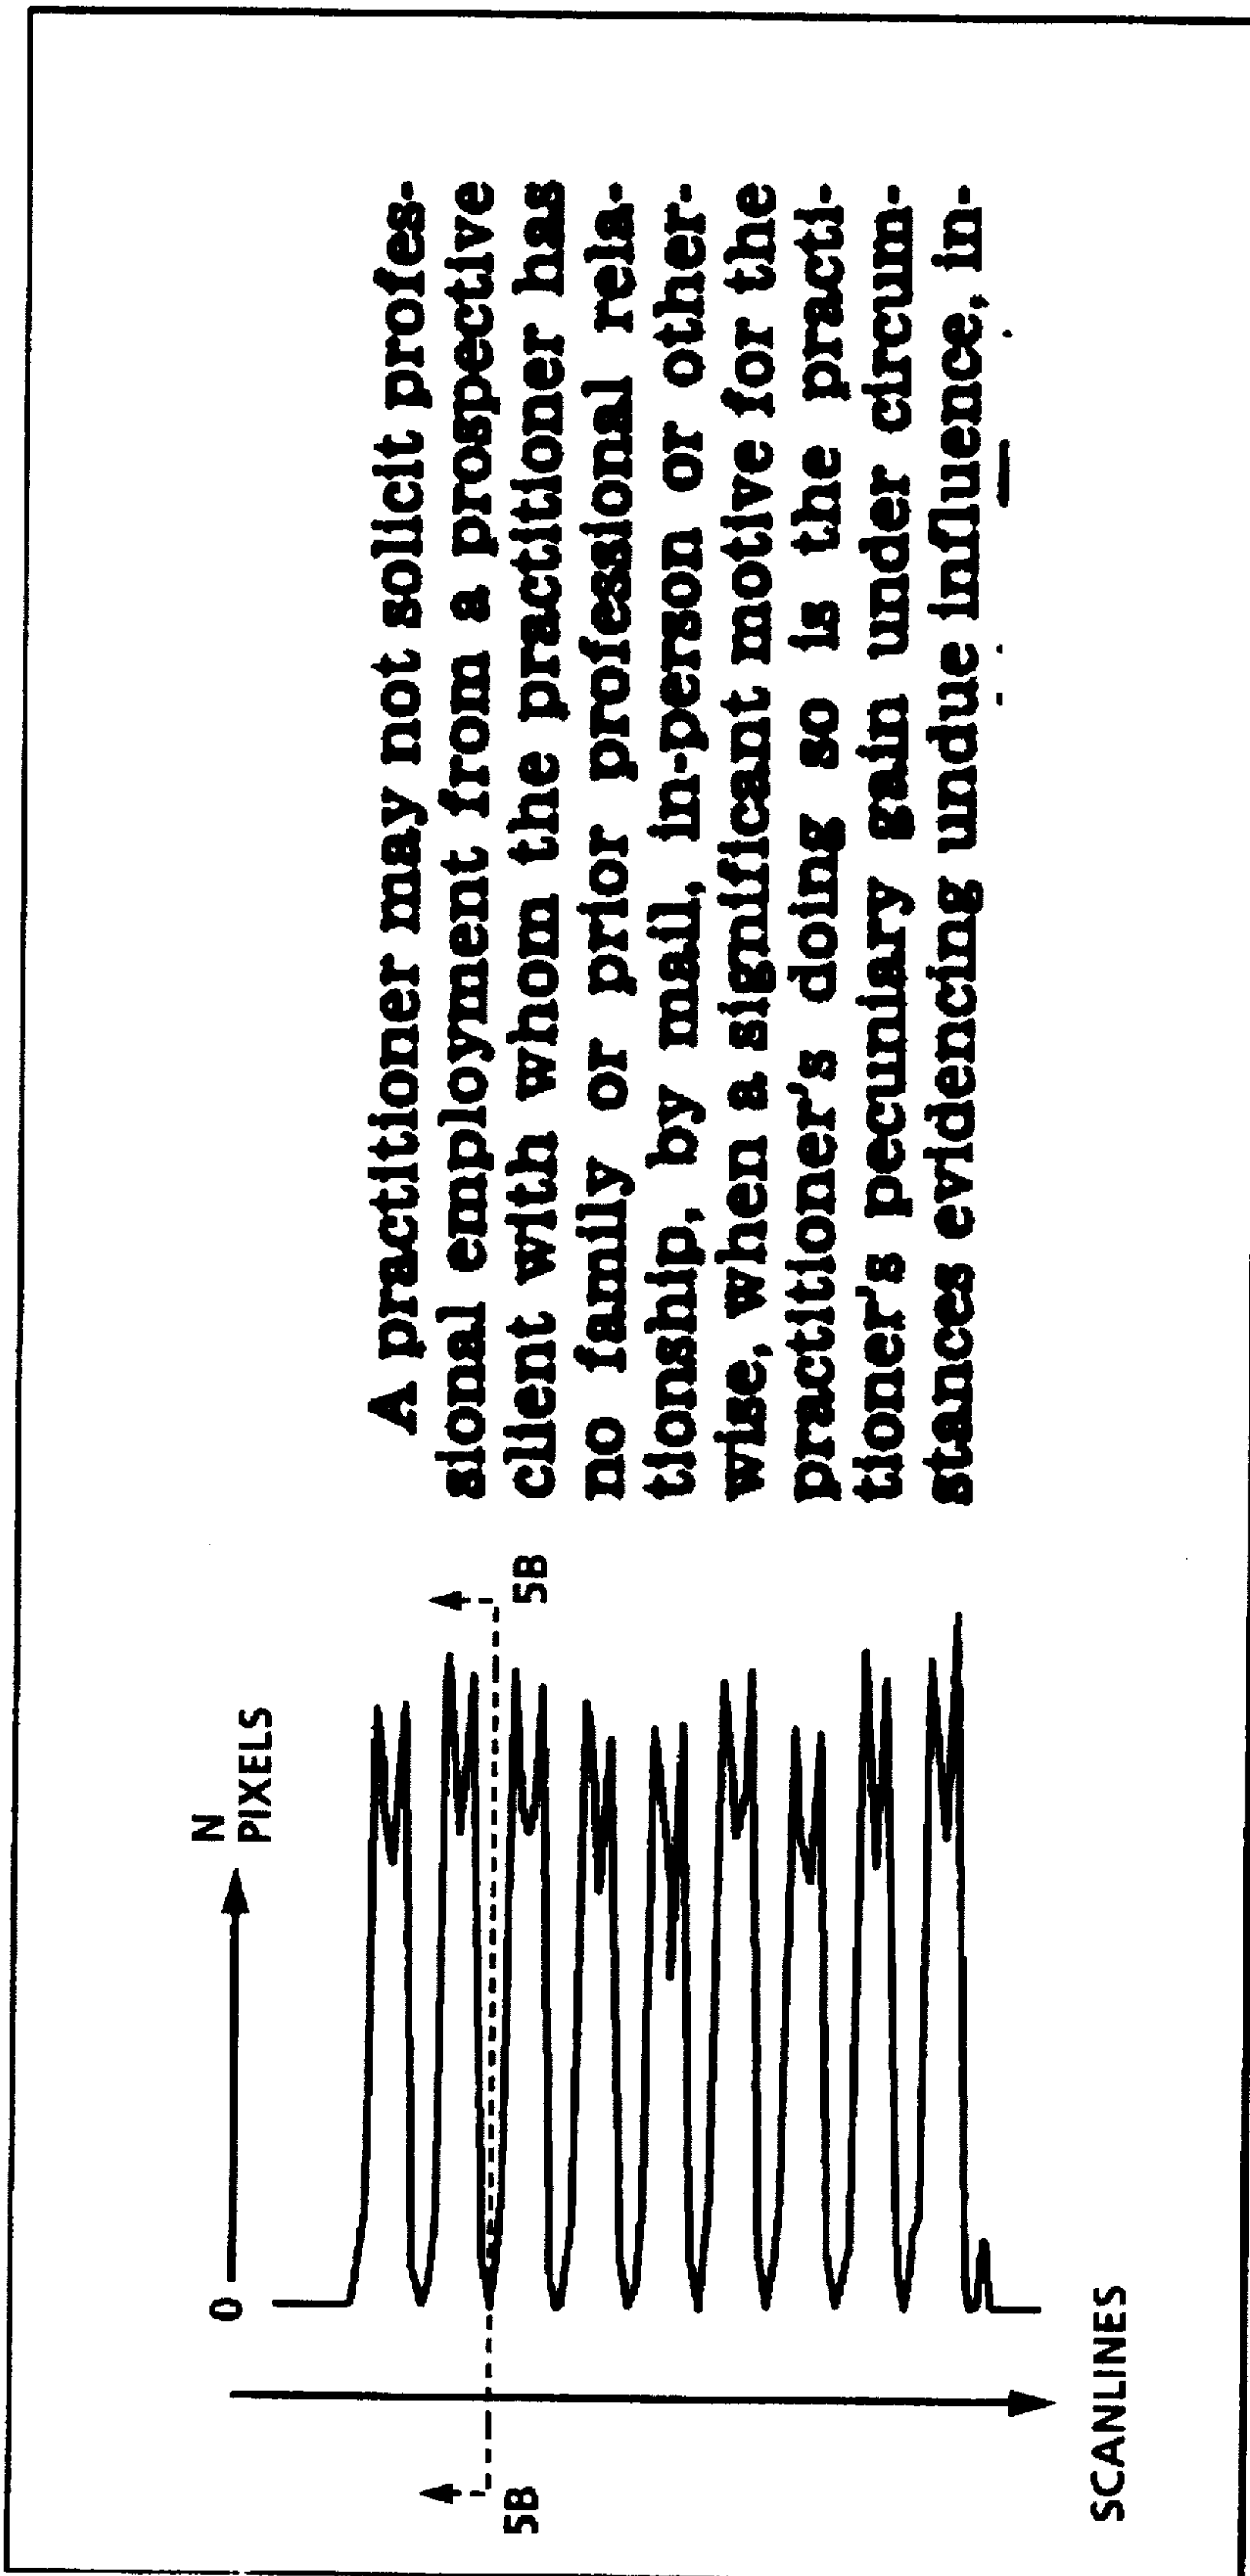 0
N
PIXELS
5B
5B
SCANLINES
A practitioner may not solicit profes-
sional employment from a prospective
client with whom the practitioner has
no family or prior professional rela-
tionship, by mail, in-person or other-
wise, when a significant motive for the
practitioner's doing so is the practi-
tioner's pecuniary gain under circum-
stances evidencing undue influence, in-